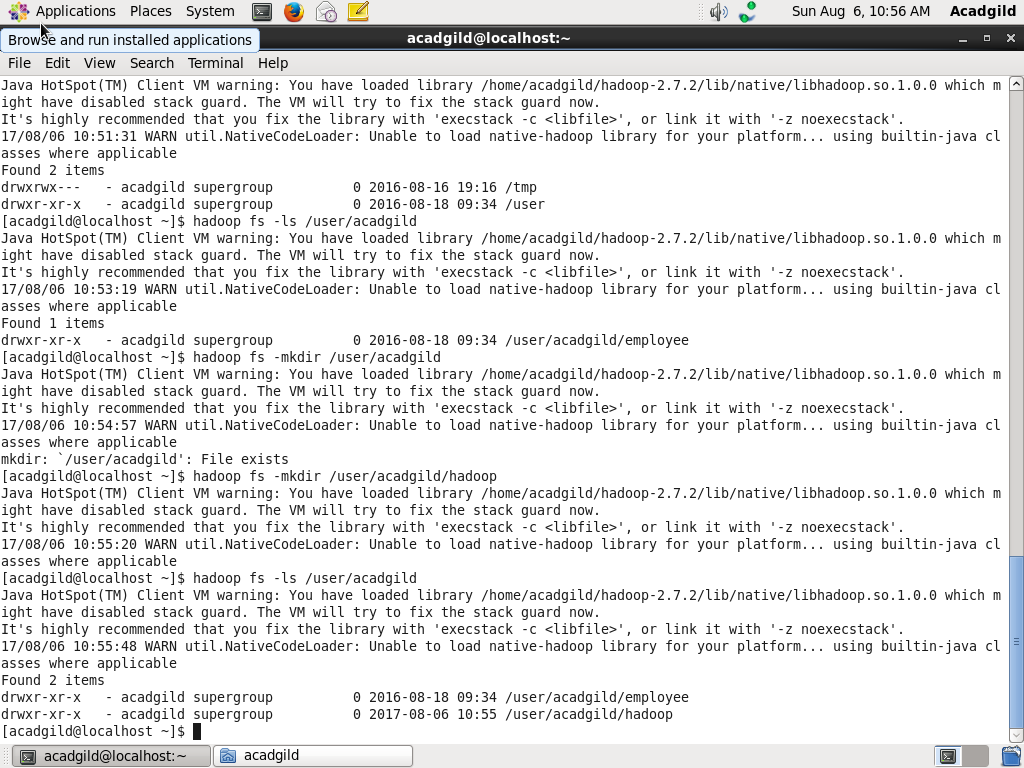 Applications Places System Sun Aug 6, 10:56 AM Acadgild
Browse and run installed applications
acadgild@localhost:~
File Edit View Search Terminal Help
Java HotSpot(TM) Client VM warning: You have loaded library /home/acadgild/hadoop-2.7.2/lib/native/libhadoop.so.1.0.0 which m
ight have disabled stack guard. The VM will try to fix the stack guard now.
It's highly recommended that you fix the library with 'execstack -c <libfile>', or link it with '-z noexecstack'.
17/08/06 10:51:31 WARN util.NativeCodeLoader: Unable to load native-hadoop library for your platform... using builtin-java cl
asses where applicable
Found 2 items
drwxrwx---   - acadgild supergroup          0 2016-08-16 19:16 /tmp
drwxr-xr-x   - acadgild supergroup          0 2016-08-18 09:34 /user
[acadgild@localhost ~]$ hadoop fs -ls /user/acadgild
Java HotSpot(TM) Client VM warning: You have loaded library /home/acadgild/hadoop-2.7.2/lib/native/libhadoop.so.1.0.0 which m
ight have disabled stack guard. The VM will try to fix the stack guard now.
It's highly recommended that you fix the library with 'execstack -c <libfile>', or link it with '-z noexecstack'.
17/08/06 10:53:19 WARN util.NativeCodeLoader: Unable to load native-hadoop library for your platform... using builtin-java cl
asses where applicable
Found 1 items
drwxr-xr-x   - acadgild supergroup          0 2016-08-18 09:34 /user/acadgild/employee
[acadgild@localhost ~]$ hadoop fs -mkdir /user/acadgild
Java HotSpot(TM) Client VM warning: You have loaded library /home/acadgild/hadoop-2.7.2/lib/native/libhadoop.so.1.0.0 which m
ight have disabled stack guard. The VM will try to fix the stack guard now.
It's highly recommended that you fix the library with 'execstack -c <libfile>', or link it with '-z noexecstack'.
17/08/06 10:54:57 WARN util.NativeCodeLoader: Unable to load native-hadoop library for your platform... using builtin-java cl
asses where applicable
mkdir: `/user/acadgild': File exists
[acadgild@localhost ~]$ hadoop fs -mkdir /user/acadgild/hadoop
Java HotSpot(TM) Client VM warning: You have loaded library /home/acadgild/hadoop-2.7.2/lib/native/libhadoop.so.1.0.0 which m
ight have disabled stack guard. The VM will try to fix the stack guard now.
It's highly recommended that you fix the library with 'execstack -c <libfile>', or link it with '-z noexecstack'.
17/08/06 10:55:20 WARN util.NativeCodeLoader: Unable to load native-hadoop library for your platform... using builtin-java cl
asses where applicable
[acadgild@localhost ~]$ hadoop fs -ls /user/acadgild
Java HotSpot(TM) Client VM warning: You have loaded library /home/acadgild/hadoop-2.7.2/lib/native/libhadoop.so.1.0.0 which m
ight have disabled stack guard. The VM will try to fix the stack guard now.
It's highly recommended that you fix the library with 'execstack -c <libfile>', or link it with '-z noexecstack'.
17/08/06 10:55:48 WARN util.NativeCodeLoader: Unable to load native-hadoop library for your platform... using builtin-java cl
asses where applicable
Found 2 items
drwxr-xr-x   - acadgild supergroup          0 2016-08-18 09:34 /user/acadgild/employee
drwxr-xr-x   - acadgild supergroup          0 2017-08-06 10:55 /user/acadgild/hadoop
[acadgild@localhost ~]$
acadgild@localhost:~ acadgild